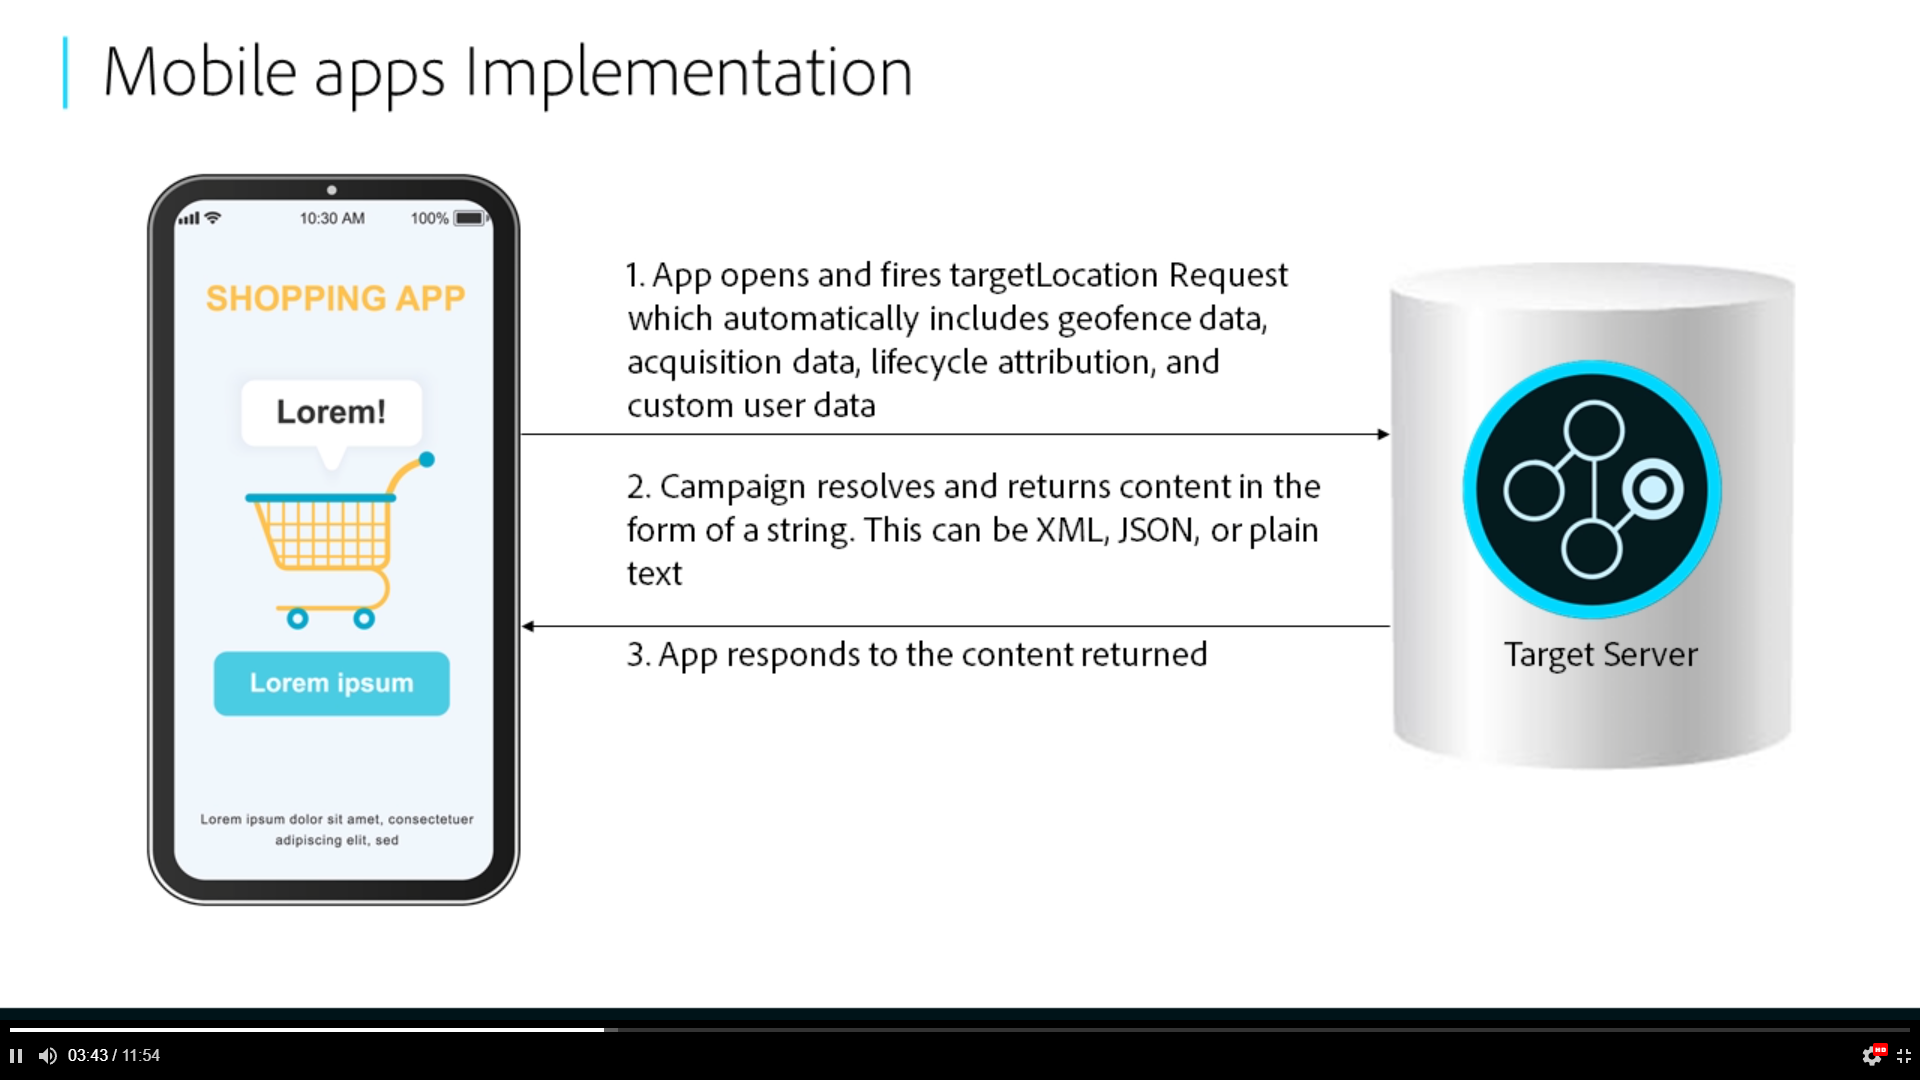 Mobile apps Implementation
10:30 AM
100%
SHOPPING APP
Lorem!
Lorem ipsum
Lorem ipsum dolor sit amet, consectetuer
adipiscing elit, sed
1. App opens and fires targetLocation Request
which automatically includes geofence data,
acquisition data, lifecycle attribution, and
custom user data
2. Campaign resolves and returns content in the
form of a string. This can be XML, JSON, or plain
text
3. App responds to the content returned
Target Server
03:43 / 11:54
HD